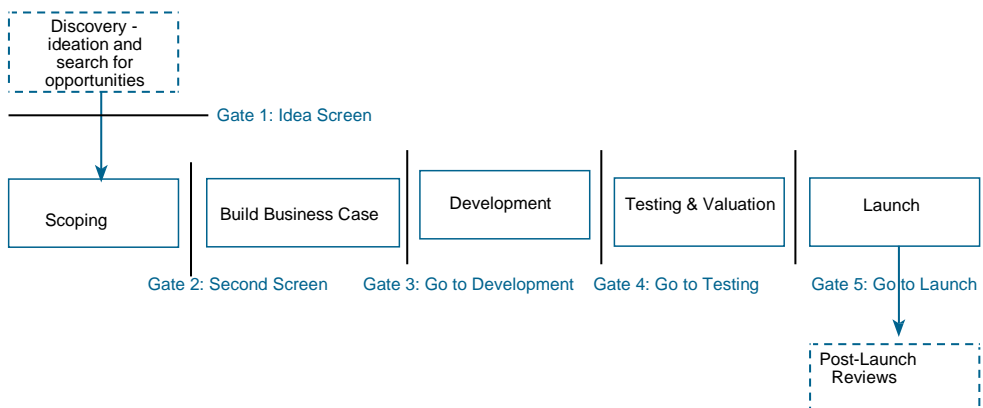 Discovery -
ideation and
search for
opportunities
Gate 1: Idea Screen
Scoping
Build Business Case
Development
Testing & Valuation
Launch
Gate 2: Second Screen
Gate 3: Go to Development
Gate 4: Go to Testing
Gate 5: Go to Launch
Post-Launch
Reviews